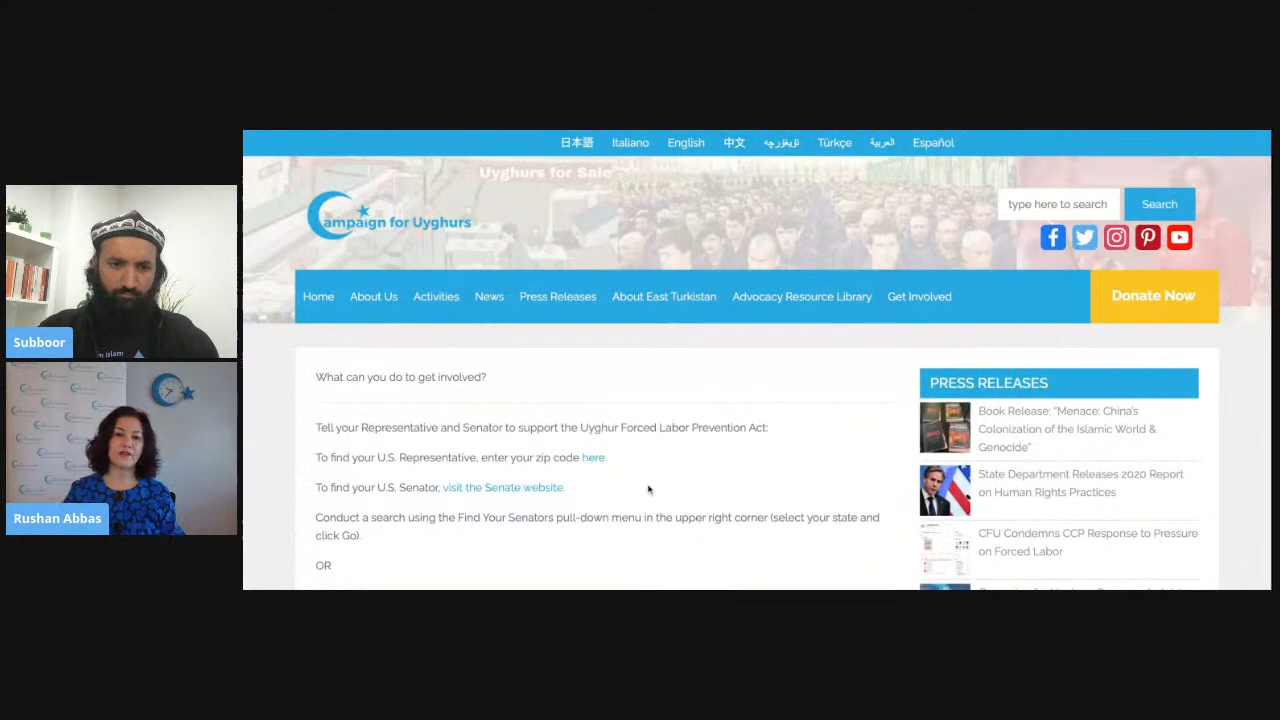 日本語 Italiano English 中文 ئۇيغۇرچە Türkçe العربية Español
Uyghurs for Sale
Campaign for Uyghurs
type here to search Search
Home About Us Activities News Press Releases About East Turkistan Advocacy Resource Library Get Involved Donate Now
What can you do to get involved?
Tell your Representative and Senator to support the Uyghur Forced Labor Prevention Act:
To find your U.S. Representative, enter your zip code here.
To find your U.S. Senator, visit the Senate website.
Conduct a search using the Find Your Senators pull-down menu in the upper right corner (select your state and
click Go).
OR
PRESS RELEASES
Book Release: “Menace: China’s
Colonization of the Islamic World &
Genocide”
State Department Releases 2020 Report
on Human Rights Practices
CFU Condemns CCP Response to Pressure
on Forced Labor
Subboor
Rushan Abbas